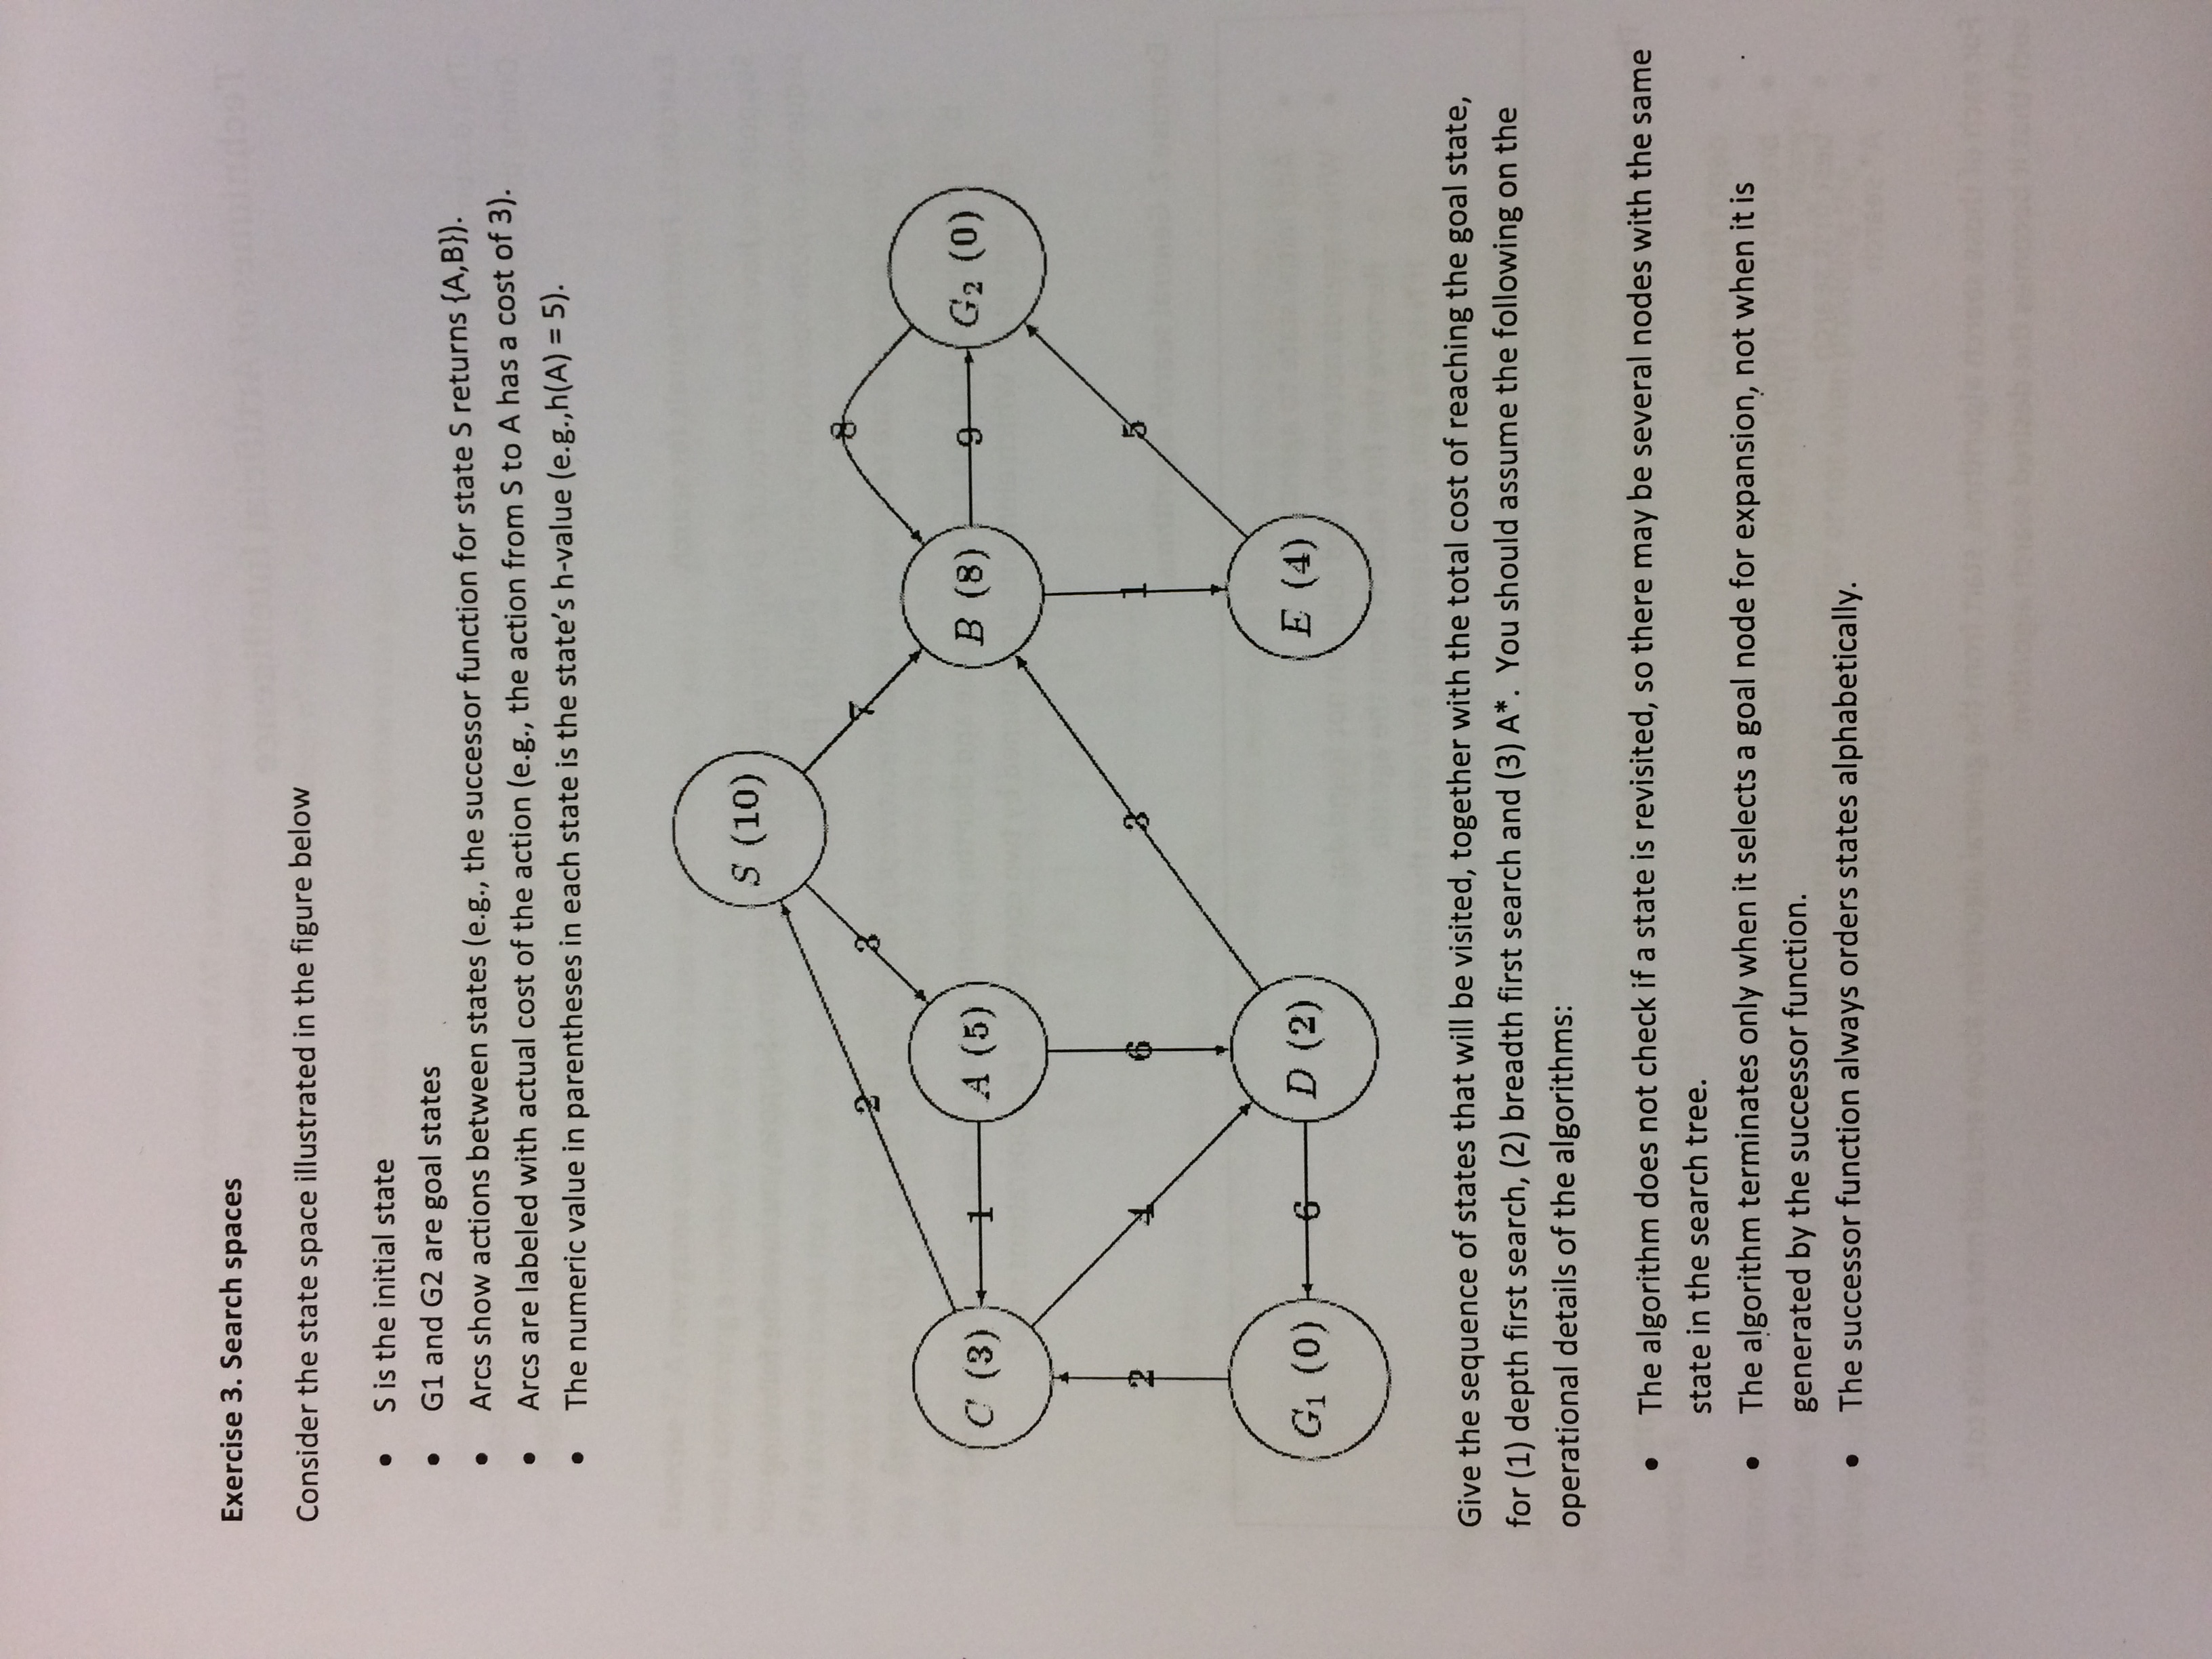 Exercise 3. Search spaces
Consider the state space illustrated in the figure below
• S is the initial state
• G1 and G2 are goal states
• Arcs show actions between states (e.g., the successor function for state S returns {A,B}).
• Arcs are labeled with actual cost of the action (e.g., the action from S to A has a cost of 3).
• The numeric value in parentheses in each state is the state's h-value (e.g.,h(A) = 5).
S (10)
2
3
7
8
C (3)
1
A (5)
B (8)
9
G₂ (0)
2
6
3
1
5
G₁ (0)
6
D (2)
E (4)
Give the sequence of states that will be visited, together with the total cost of reaching the goal state,
for (1) depth first search, (2) breadth first search and (3) A*. You should assume the following on the
operational details of the algorithms:
• The algorithm does not check if a state is revisited, so there may be several nodes with the same
state in the search tree.
• The algorithm terminates only when it selects a goal node for expansion, not when it is
generated by the successor function.
• The successor function always orders states alphabetically.